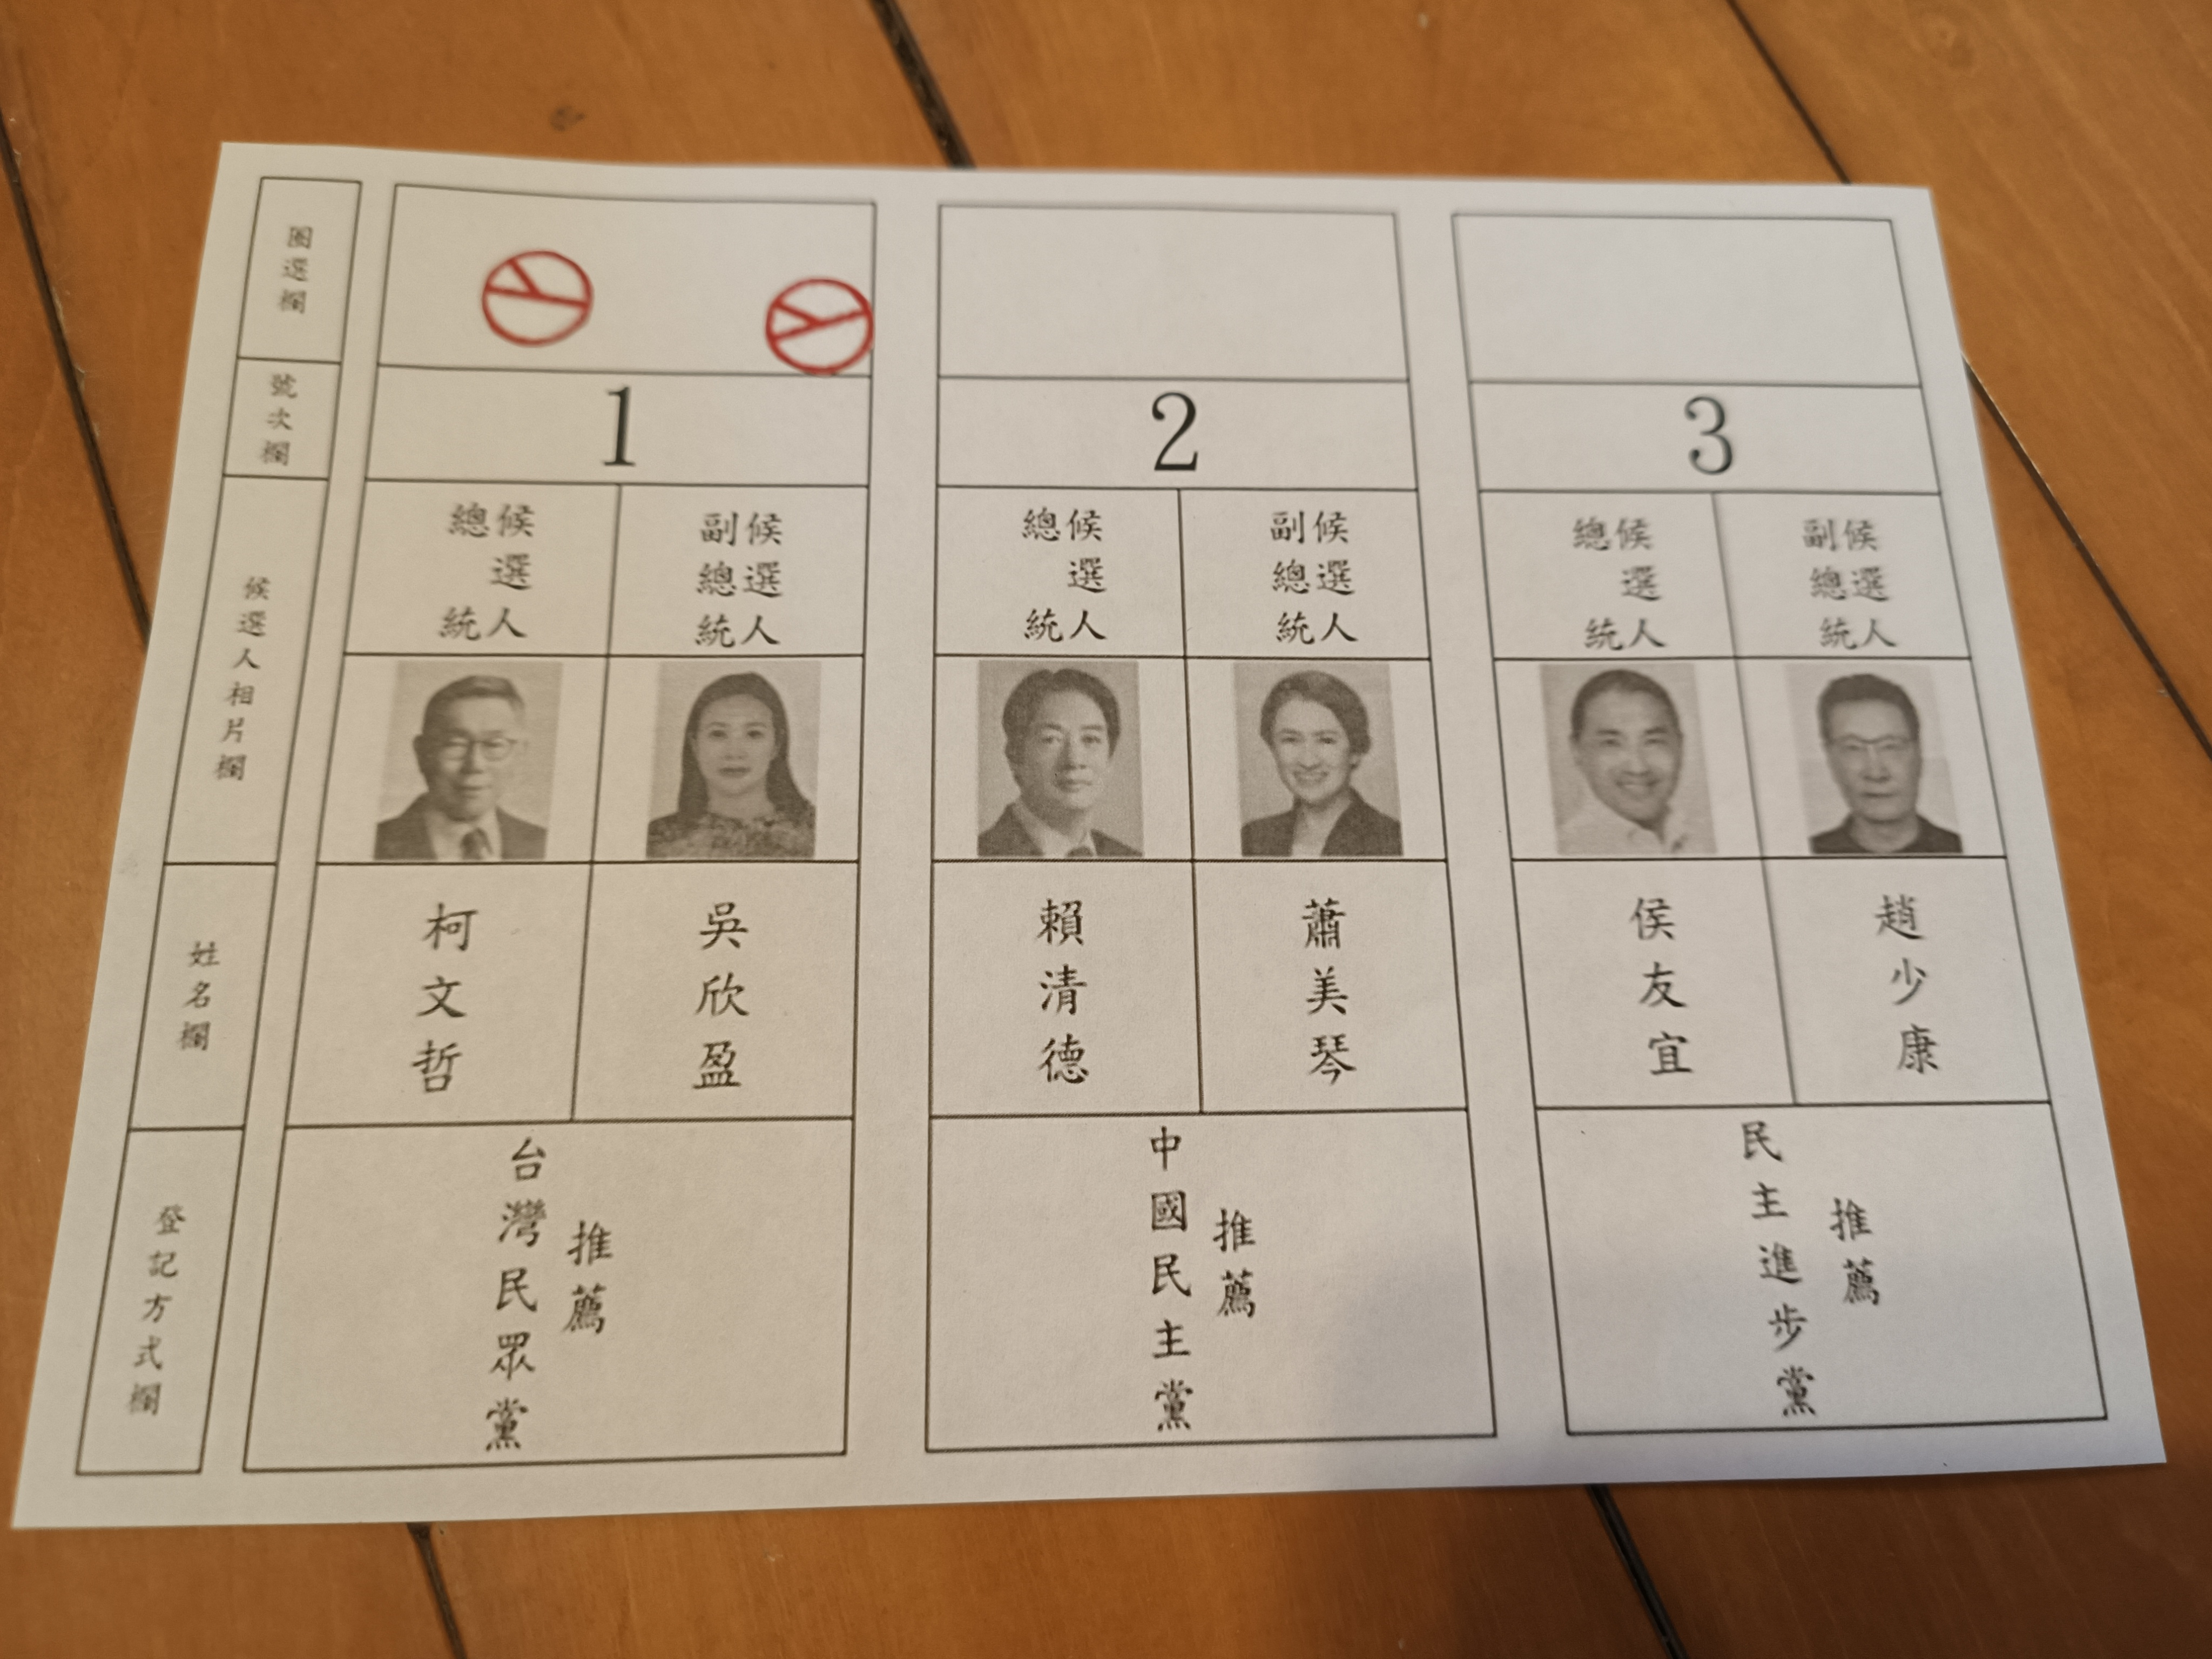 圈選欄
號次欄
候選人相片欄
姓名欄
登記方式欄
1
總統
候選人
副總統
候選人
柯文哲
吳欣盈
台灣民眾黨
推薦
2
總統
候選人
副總統
候選人
賴清德
蕭美琴
中國民主黨
推薦
3
總統
候選人
副總統
候選人
侯友宜
趙少康
民主進步黨
推薦